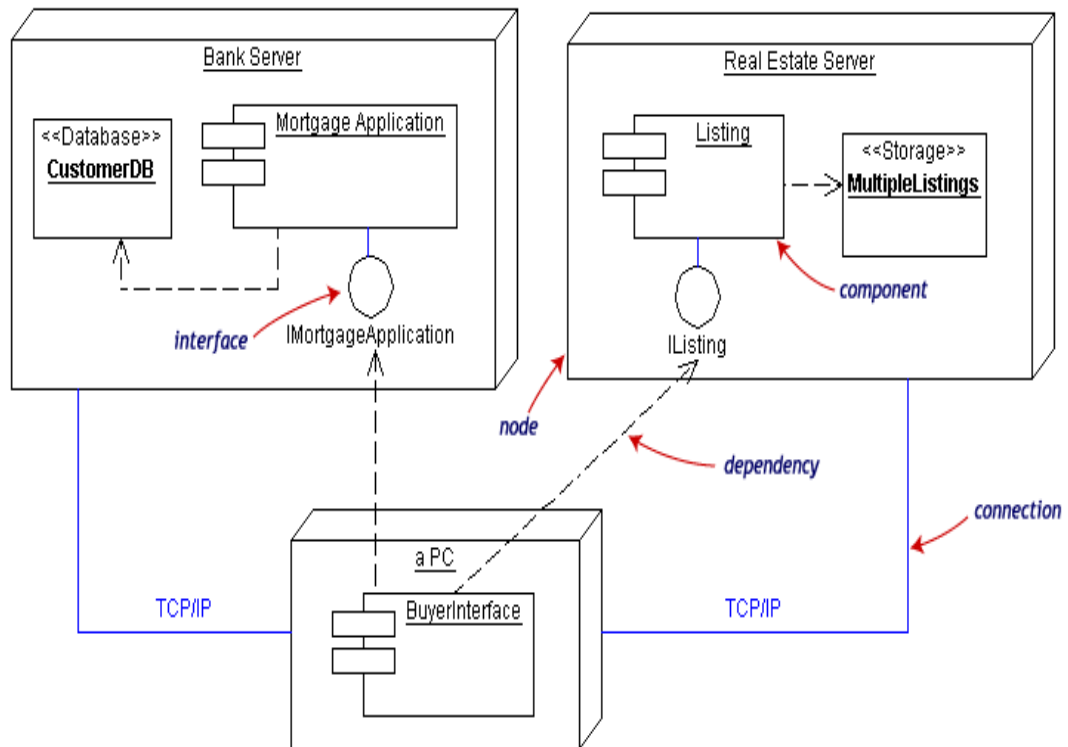 Bank Server
Mortgage Application
<<Database>>
CustomerDB
interface
IMortgageApplication
Real Estate Server
Listing
<<Storage>>
MultipleListings
component
IListing
node
dependency
connection
a PC
BuyerInterface
TCP/IP
TCP/IP